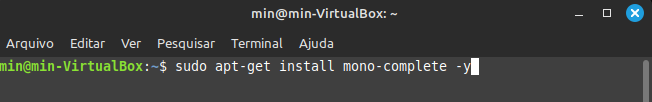 min@min-VirtualBox: ~
Arquivo Editar Ver Pesquisar Terminal Ajuda
min@min-VirtualBox:~$ sudo apt-get install mono-complete -y